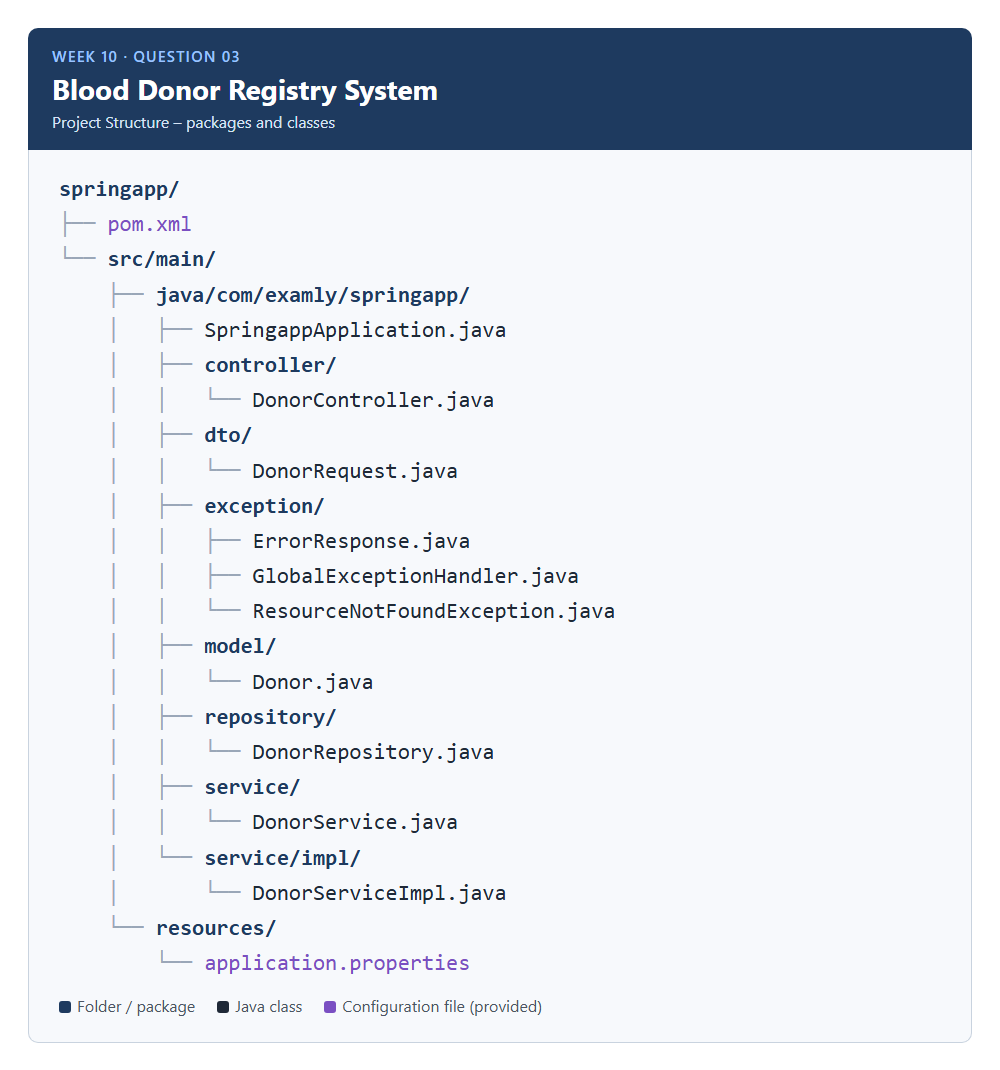 WEEK 10 · QUESTION 03
Blood Donor Registry System
Project Structure – packages and classes
springapp/
├── pom.xml
└── src/main/
    ├── java/com/examly/springapp/
    │   ├── SpringappApplication.java
    │   ├── controller/
    │   │   └── DonorController.java
    │   ├── dto/
    │   │   └── DonorRequest.java
    │   ├── exception/
    │   │   ├── ErrorResponse.java
    │   │   ├── GlobalExceptionHandler.java
    │   │   └── ResourceNotFoundException.java
    │   ├── model/
    │   │   └── Donor.java
    │   ├── repository/
    │   │   └── DonorRepository.java
    │   ├── service/
    │   │   └── DonorService.java
    │   └── service/impl/
    │       └── DonorServiceImpl.java
    └── resources/
        └── application.properties
Folder / package Java class Configuration file (provided)